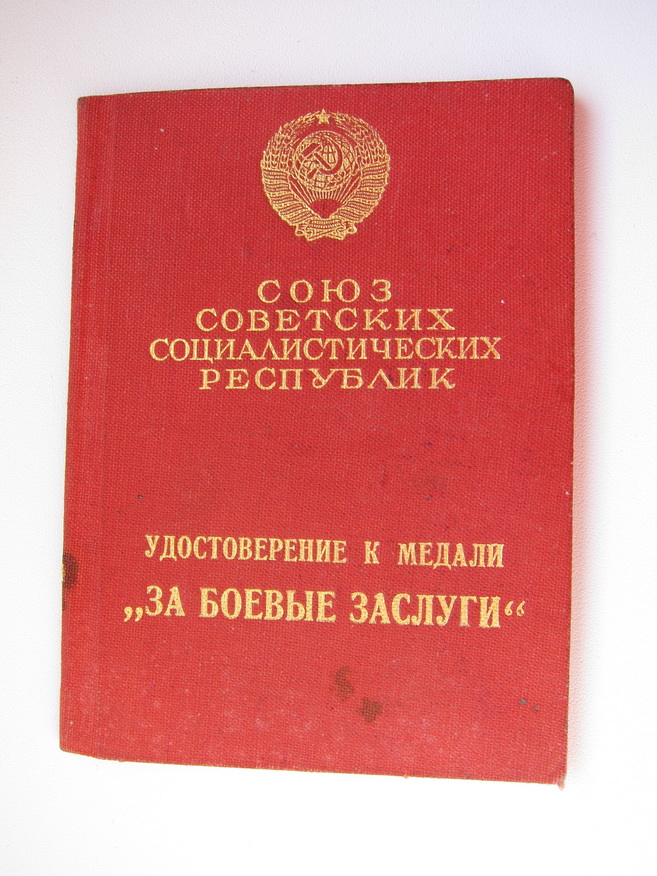 СОЮЗ
СОВЕТСКИХ
СОЦИАЛИСТИЧЕСКИХ
РЕСПУБЛИК
УДОСТОВЕРЕНИЕ К МЕДАЛИ
„ЗА БОЕВЫЕ ЗАСЛУГИ“